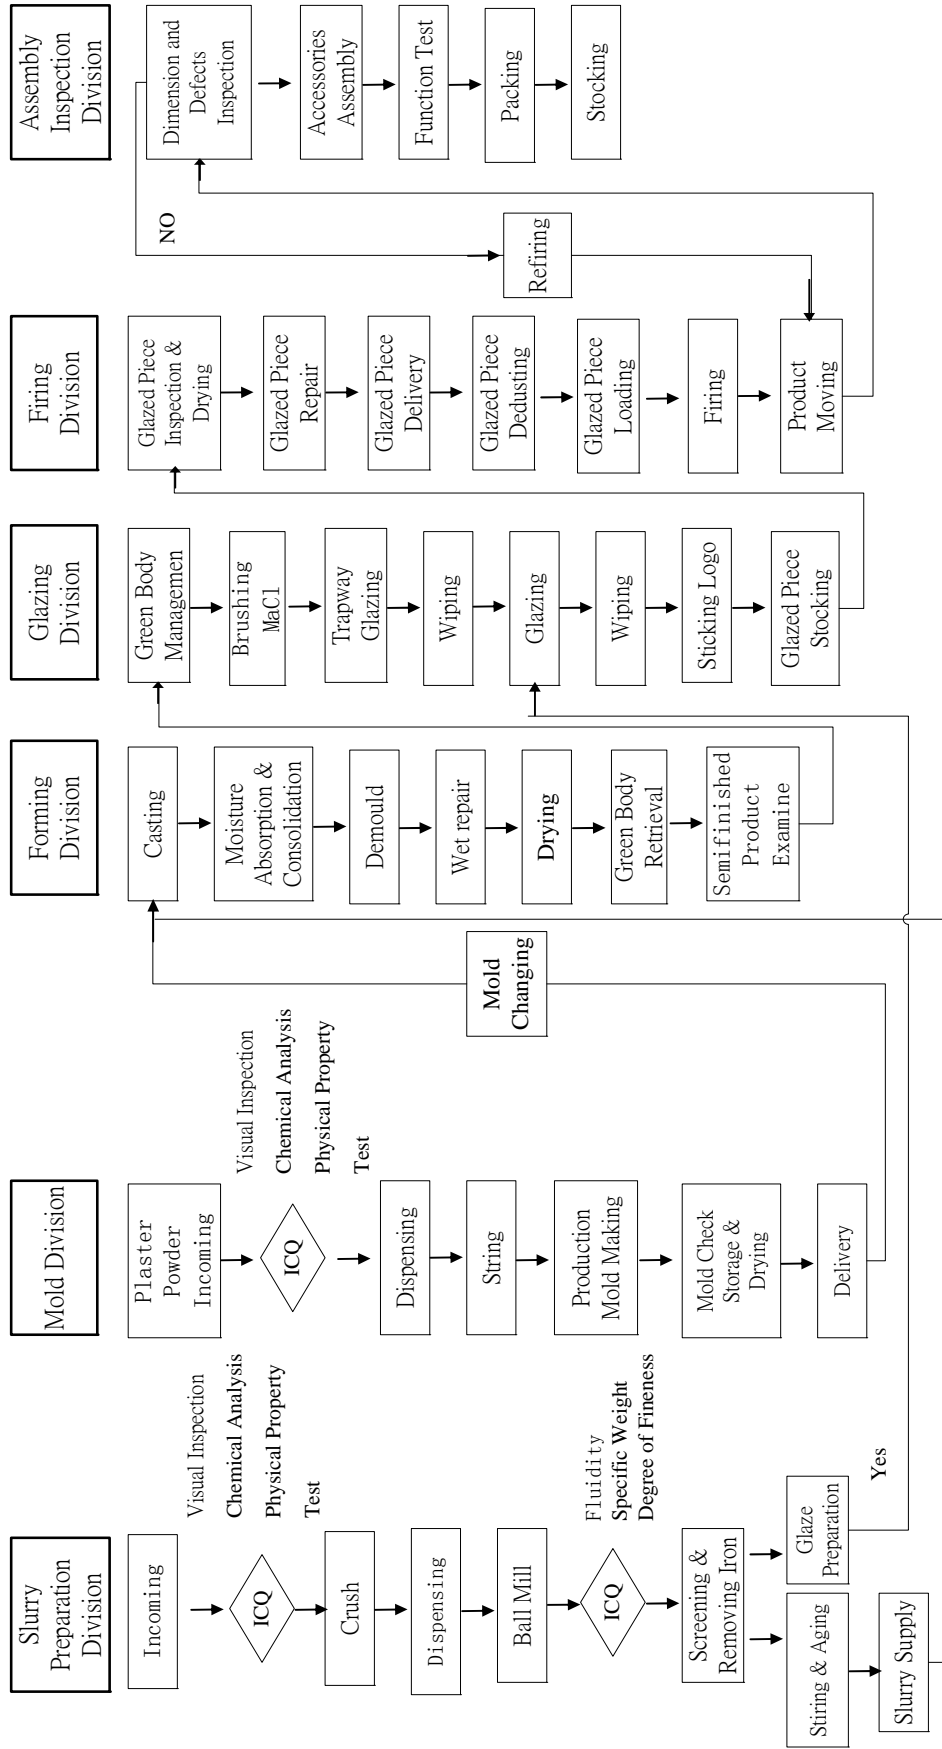 Slurry
Preparation
Division
Incoming
Visual Inspection
Chemical Analysis
Physical Property
Test
ICQ
Crush
Dispensing
Ball Mill
Fluidity
Specific Weight
Degree of Fineness
ICQ
Screening &
Removing Iron
Stiring & Aging
Slurry Supply
Glaze
Preparation
Yes
Mold Division
Plaster
Powder
Incoming
Visual Inspection
Chemical Analysis
Physical Property
Test
ICQ
Dispensing
String
Production
Mold Making
Mold Check
Storage &
Drying
Delivery
Mold
Changing
Forming
Division
Casting
Moisture
Absorption &
Consolidation
Demould
Wet repair
Drying
Green Body
Retrieval
Semifinished
Product
Examine
Glazing
Division
Green Body
Managemen
Brushing
MaCl
Trapway
Glazing
Wiping
Glazing
Wiping
Sticking Logo
Glazed Piece
Stocking
Firing
Division
Glazed Piece
Inspection &
Drying
Glazed Piece
Repair
Glazed Piece
Delivery
Glazed Piece
Dedusting
Glazed Piece
Loading
Firing
Product
Moving
NO
Refiring
Assembly
Inspection
Division
Dimension and
Defects
Inspection
Accessories
Assembly
Function Test
Packing
Stocking